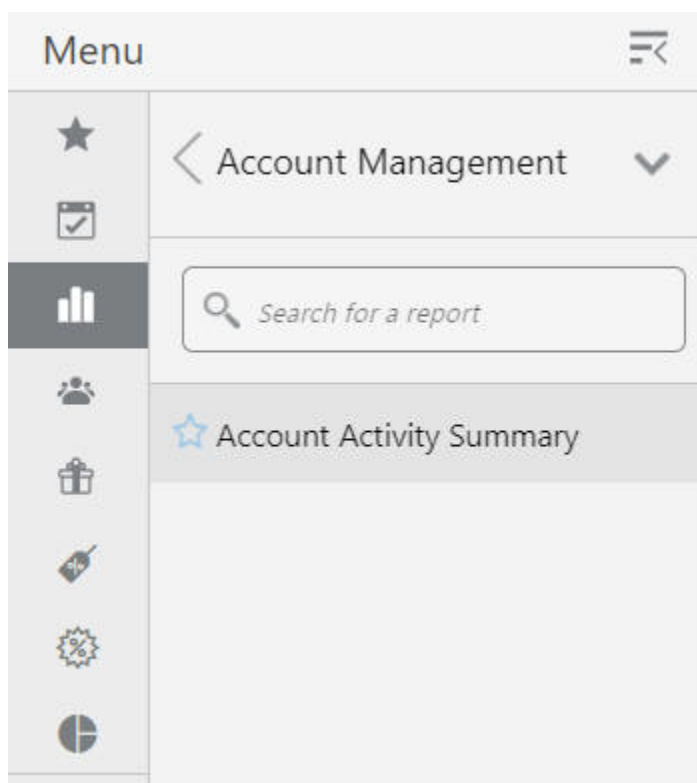 Menu
Account Management
Search for a report
Account Activity Summary